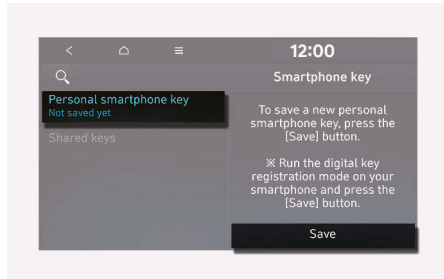 12:00
Smartphone key
Personal smartphone key
Not saved yet
Shared keys
To save a new personal
smartphone key, press the
[Save] button.
※ Run the digital key
registration mode on your
smartphone and press the
[Save] button.
Save